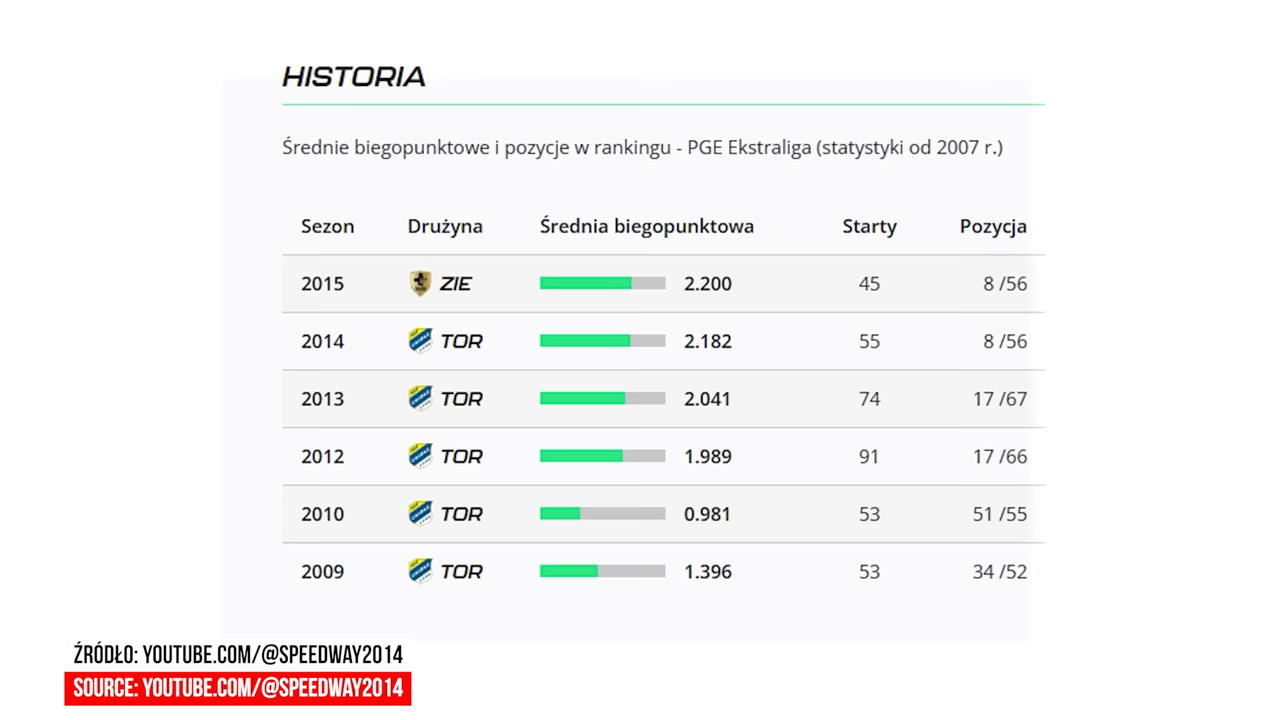 HISTORIA
Średnie biegopunktowe i pozycje w rankingu - PGE Ekstraliga (statystyki od 2007 r.)
Sezon Drużyna Średnia biegopunktowa Starty Pozycja
2015 ZIE 2.200 45 8 /56
2014 TOR 2.182 55 8 /56
2013 TOR 2.041 74 17 /67
2012 TOR 1.989 91 17 /66
2010 TOR 0.981 53 51 /55
2009 TOR 1.396 53 34 /52
ŹRÓDŁO: YOUTUBE.COM/@SPEEDWAY2014
SOURCE: YOUTUBE.COM/@SPEEDWAY2014